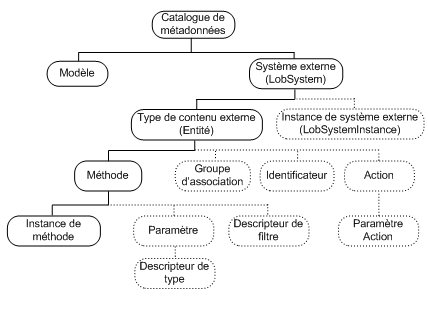 Catalogue de
métadonnées
Modèle
Système externe
(LobSystem)
Type de contenu externe
(Entité)
Instance de système externe
(LobSystemInstance)
Méthode
Groupe
d'association
Identificateur
Action
Instance de
méthode
Paramètre
Descripteur de
filtre
Paramètre
Action
Descripteur de
type